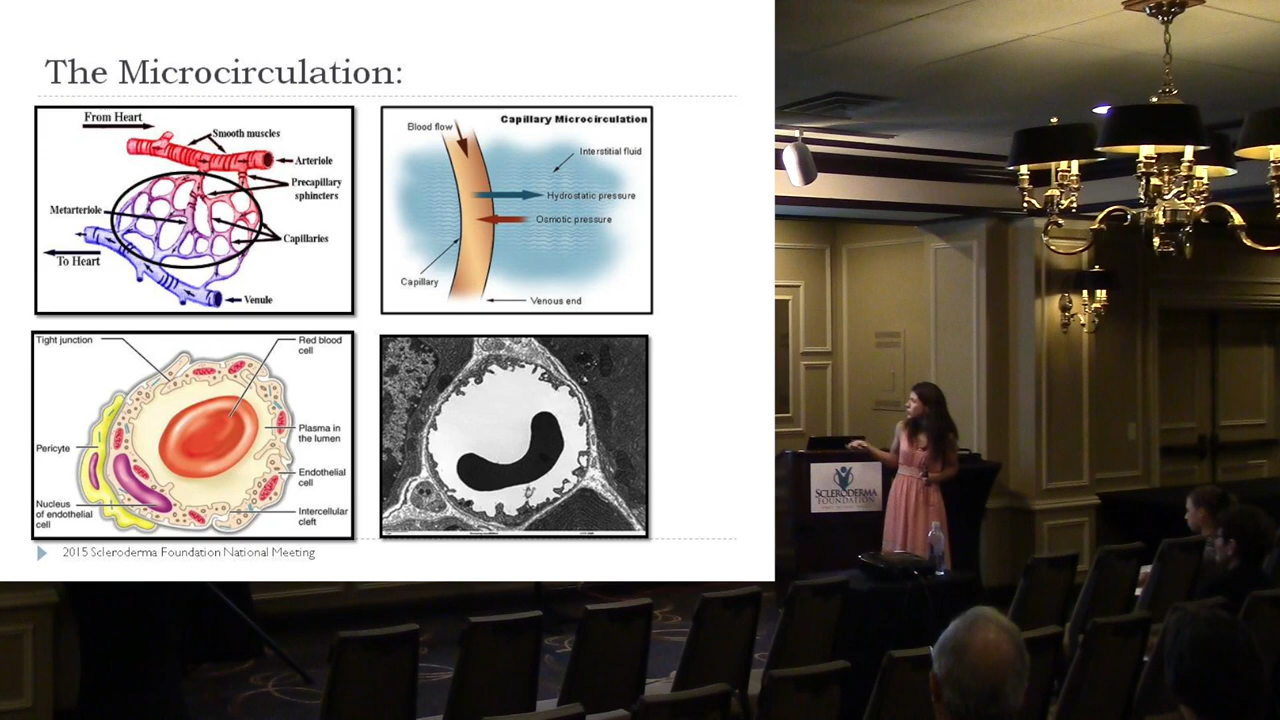 The Microcirculation:
From Heart
Smooth muscles
Arteriole
Precapillary
sphincters
Metarteriole
Capillaries
To Heart
Venule
Capillary Microcirculation
Blood flow
Interstitial fluid
Hydrostatic pressure
Osmotic pressure
Capillary
Venous end
Tight junction
Red blood
cell
Plasma in
the lumen
Pericyte
Endothelial
cell
Nucleus
of endothelial
cell
Intercellular
cleft
2015 Scleroderma Foundation National Meeting
SCLERODERMA
FOUNDATION